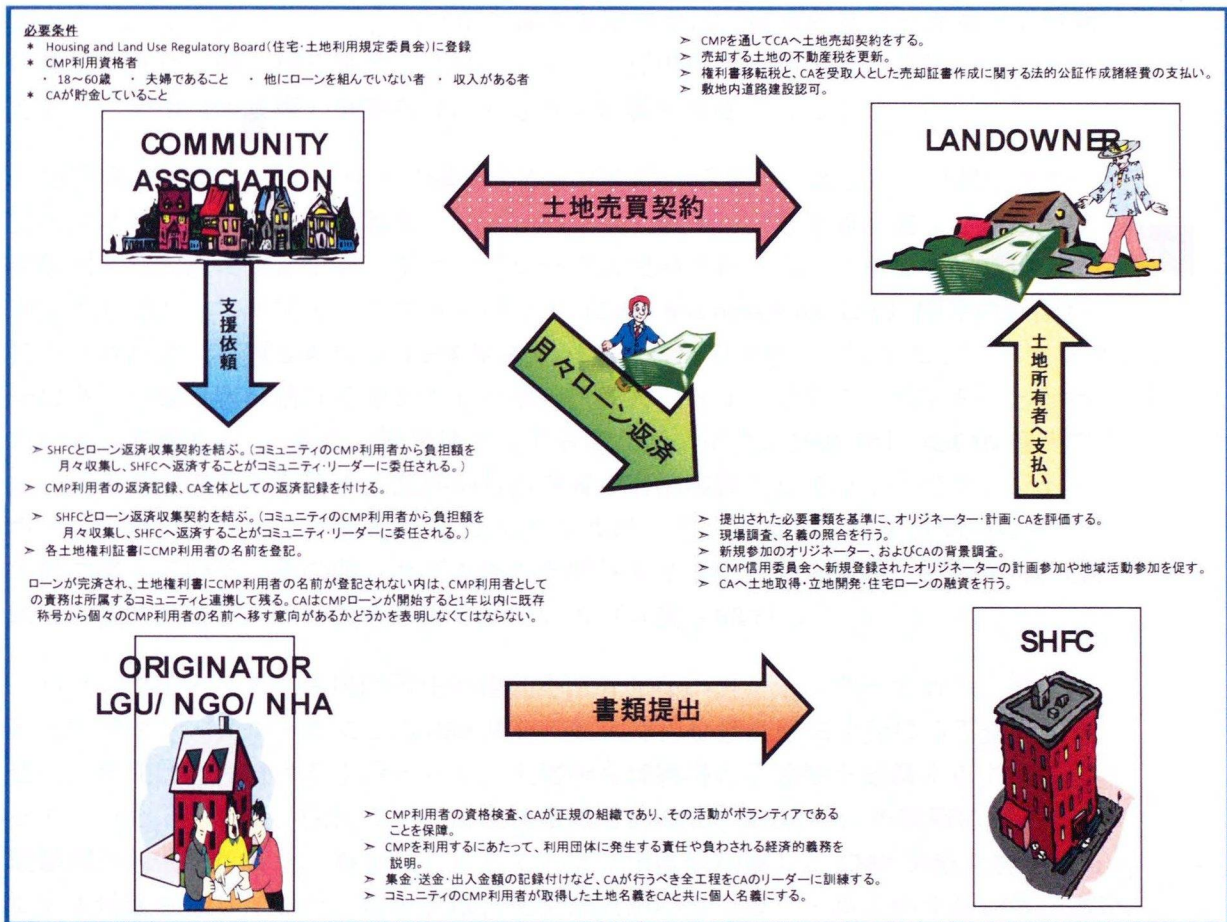 必要条件
* Housing and Land Use Regulatory Board(住宅・土地利用規定委員会)に登録
* CMP利用資格者
・ 18～60歳 ・ 夫婦であること ・ 他にローンを組んでいない者 ・ 収入がある者
* CAが貯金していること
➢ CMPを通してCAへ土地売却契約をする。
➢ 売却する土地の不動産税を更新。
➢ 権利書移転税と、CAを受取人とした売却証書作成に関する法的公証作成諸経費の支払い。
➢ 敷地内道路建設認可。
COMMUNITY
ASSOCIATION
土地売買契約
LANDOWNER
支援依頼
月々ローン返済
土地所有者へ支払い
➢ SHFCとローン返済収集契約を結ぶ。(コミュニティのCMP利用者から負担額を
月々収集し、SHFCへ返済することがコミュニティ・リーダーに委任される。)
➢ CMP利用者の返済記録、CA全体としての返済記録を付ける。
➢ SHFCとローン返済収集契約を結ぶ。(コミュニティのCMP利用者から負担額を
月々収集し、SHFCへ返済することがコミュニティ・リーダーに委任される。)
➢ 各土地権利証書にCMP利用者の名前を登記。
ローンが完済され、土地権利書にCMP利用者の名前が登記されない内は、CMP利用者として
の責務は所属するコミュニティと連携して残る。CAはCMPローンが開始すると1年以内に既存
称号から個々のCMP利用者の名前へ移す意向があるかどうかを表明しなくてはならない。
➢ 提出された必要書類を基準に、オリジネーター・計画・CAを評価する。
➢ 現場調査、名義の照合を行う。
➢ 新規参加のオリジネーター、およびCAの背景調査。
➢ CMP信用委員会へ新規登録されたオリジネーターの計画参加や地域活動参加を促す。
➢ CAへ土地取得・立地開発・住宅ローンの融資を行う。
ORIGINATOR
LGU/ NGO/ NHA
書類提出
SHFC
➢ CMP利用者の資格検査、CAが正規の組織であり、その活動がボランティアである
ことを保障。
➢ CMPを利用するにあたって、利用団体に発生する責任や負わされる経済的義務を
説明。
➢ 集金・送金・出入金額の記録付けなど、CAが行うべき全工程をCAのリーダーに訓練する。
➢ コミュニティのCMP利用者が取得した土地名義をCAと共に個人名義にする。